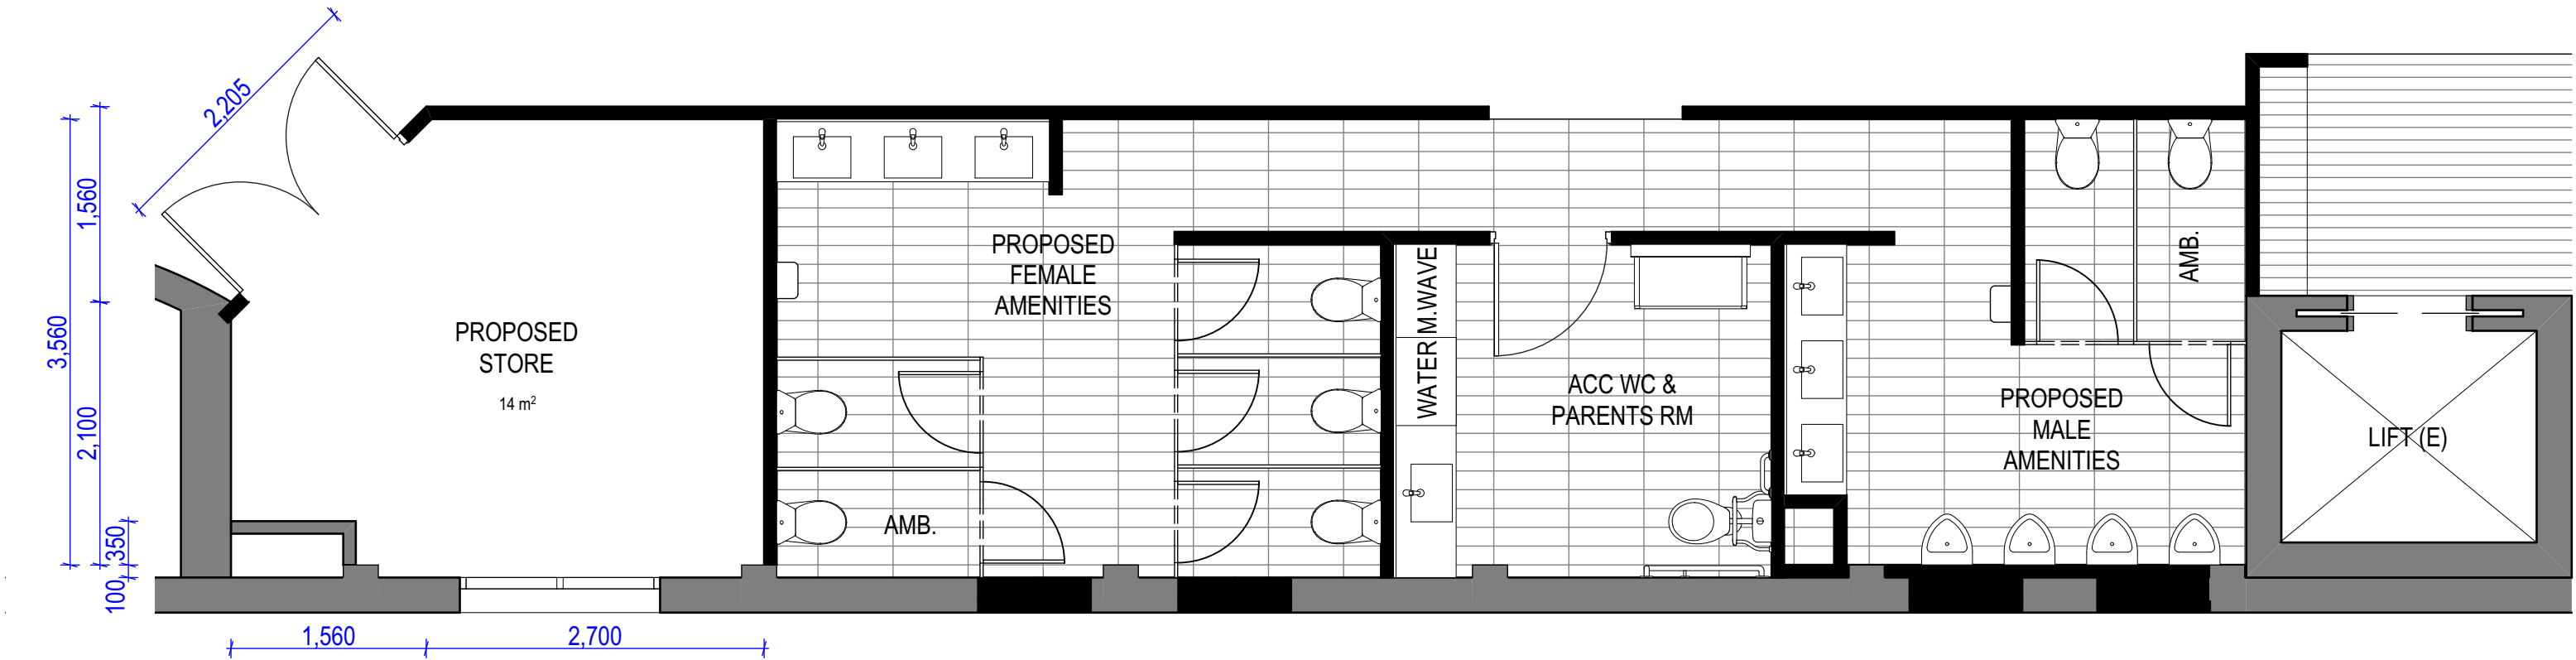 2,205
1,560
3,560
2,100
350
100
1,560
2,700
PROPOSED
STORE
14 m²
PROPOSED
FEMALE
AMENITIES
AMB.
M.WAVE
WATER
ACC WC &
PARENTS RM
PROPOSED
MALE
AMENITIES
AMB.
LIFT (E)